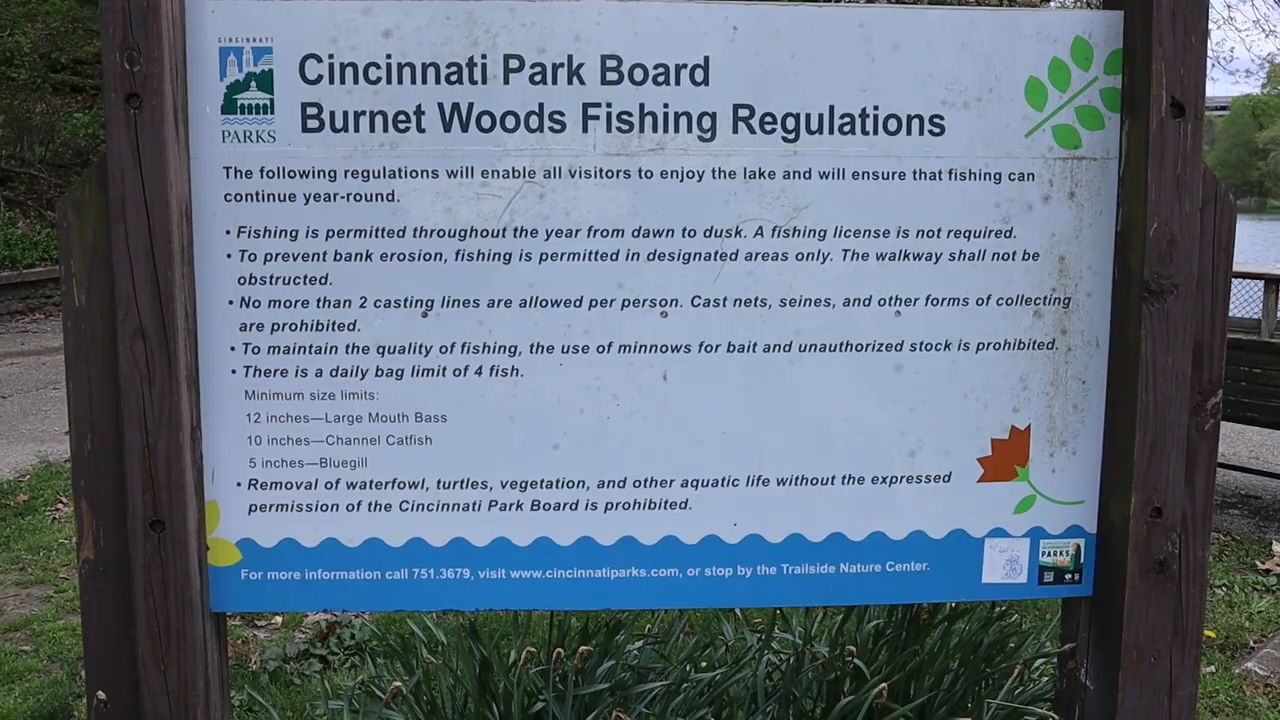 CINCINNATI
PARKS
Cincinnati Park Board
Burnet Woods Fishing Regulations
The following regulations will enable all visitors to enjoy the lake and will ensure that fishing can
continue year-round.
• Fishing is permitted throughout the year from dawn to dusk. A fishing license is not required.
• To prevent bank erosion, fishing is permitted in designated areas only. The walkway shall not be
obstructed.
• No more than 2 casting lines are allowed per person. Cast nets, seines, and other forms of collecting
are prohibited.
• To maintain the quality of fishing, the use of minnows for bait and unauthorized stock is prohibited.
• There is a daily bag limit of 4 fish.
Minimum size limits:
12 inches—Large Mouth Bass
10 inches—Channel Catfish
5 inches—Bluegill
• Removal of waterfowl, turtles, vegetation, and other aquatic life without the expressed
permission of the Cincinnati Park Board is prohibited.
For more information call 751.3679, visit www.cincinnatiparks.com, or stop by the Trailside Nature Center.
PARKS